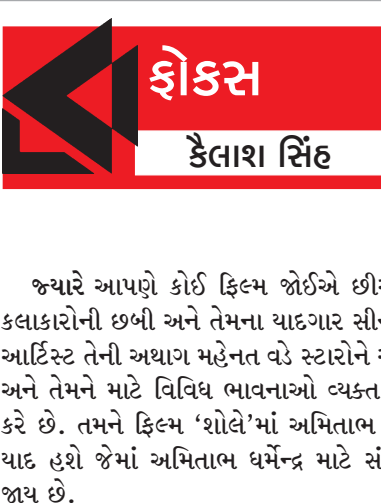 ફોકસ
કૈલાશ સિંહ
જ્યારે આપણે કોઈ ફિલ્મ જોઈએ
કલાકારોની છબી અને તેમના યાદગાર
આર્ટિસ્ટ તેની અથાગ મહેનત વડે સ્ટારોને
અને તેમને માટે વિવિધ ભાવનાઓ વ્યક્ત
કરે છે. તમને ફિલ્મ ‘શોલે’માં અમિતાભ
યાદ હશે જેમાં અમિતાભ ધર્મેન્દ્ર માટે
જાય છે.